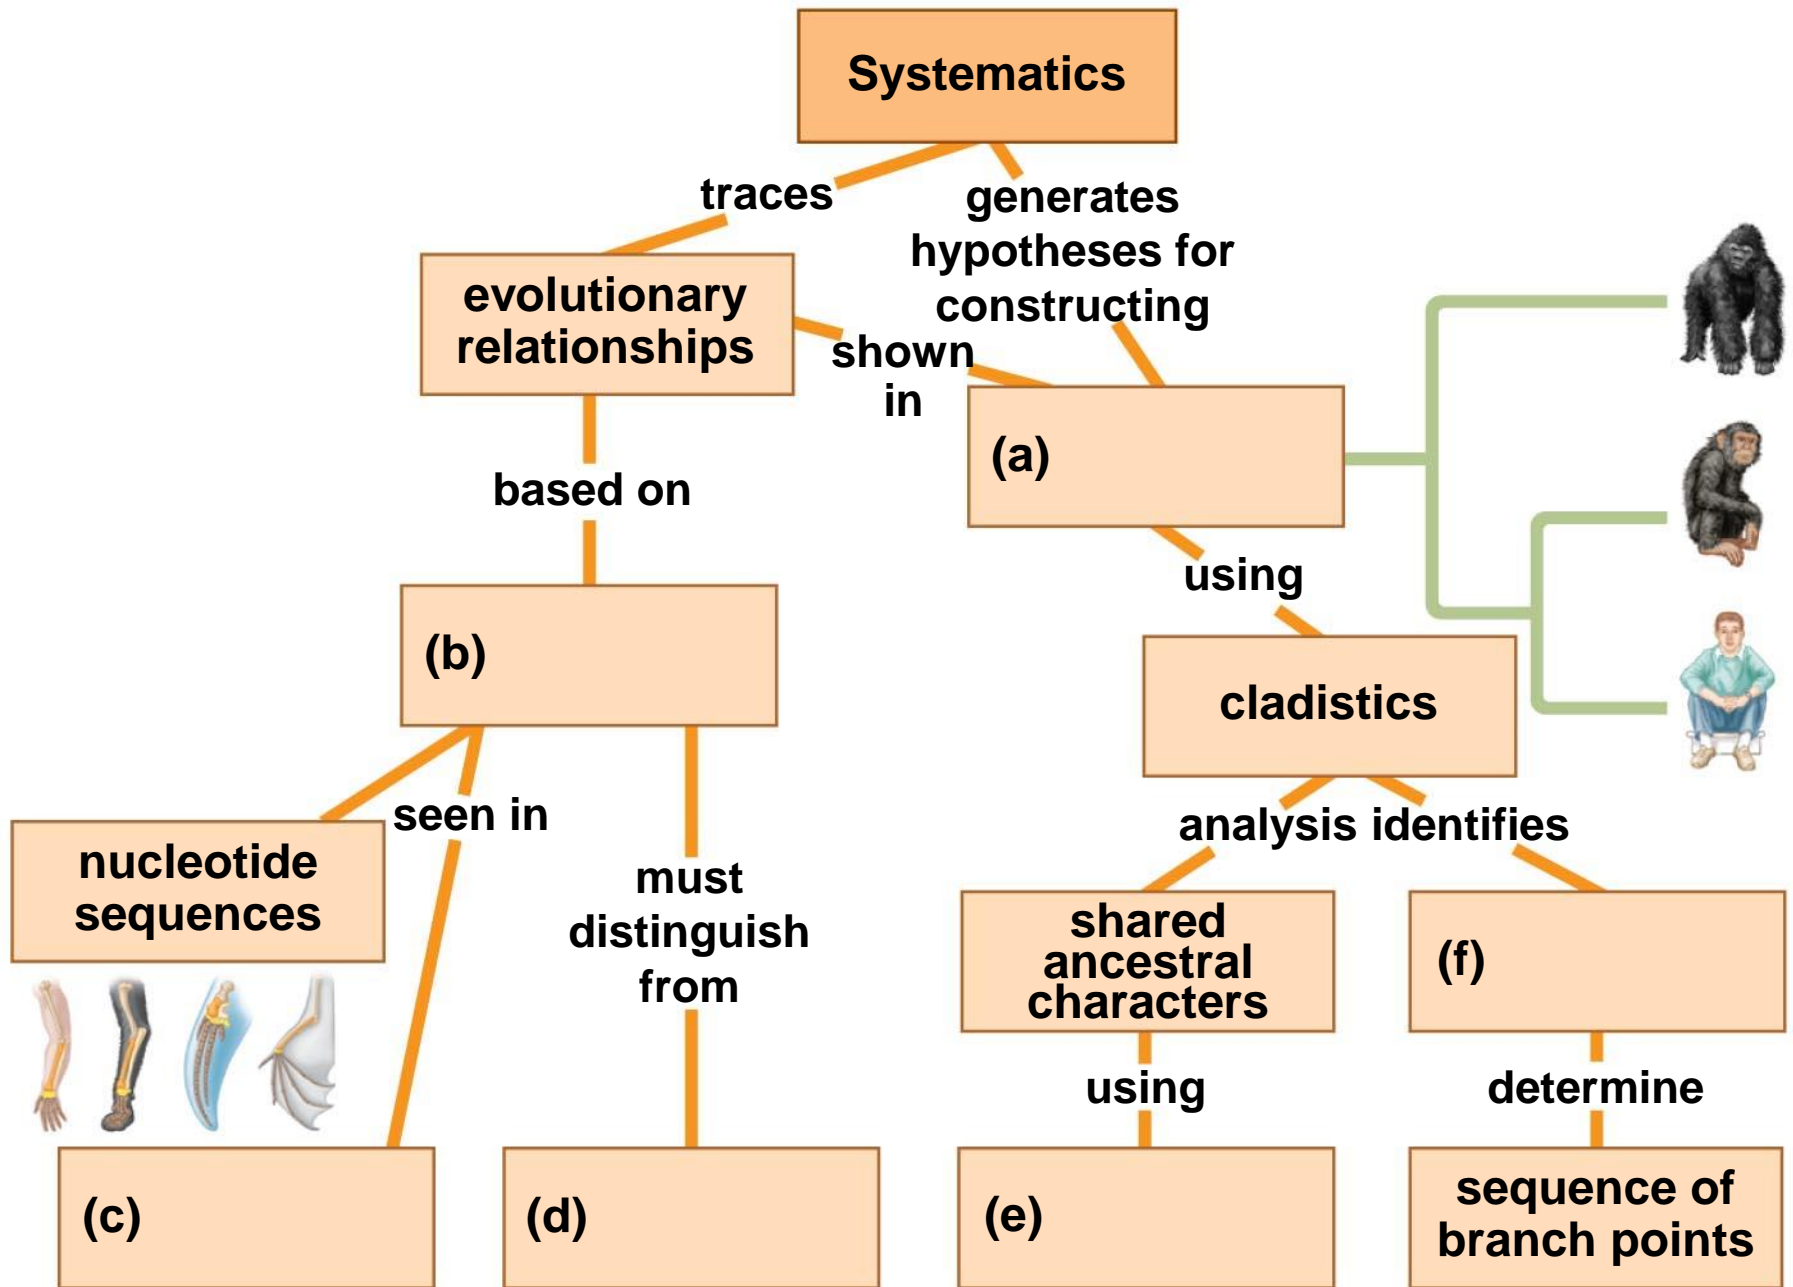 Systematics
traces
generates
hypotheses for
constructing
evolutionary
relationships
shown
in
(a)
based on
using
(b)
cladistics
seen in
analysis identifies
nucleotide
sequences
must
distinguish
from
shared
ancestral
characters
(f)
using
determine
(c)
(d)
(e)
sequence of
branch points